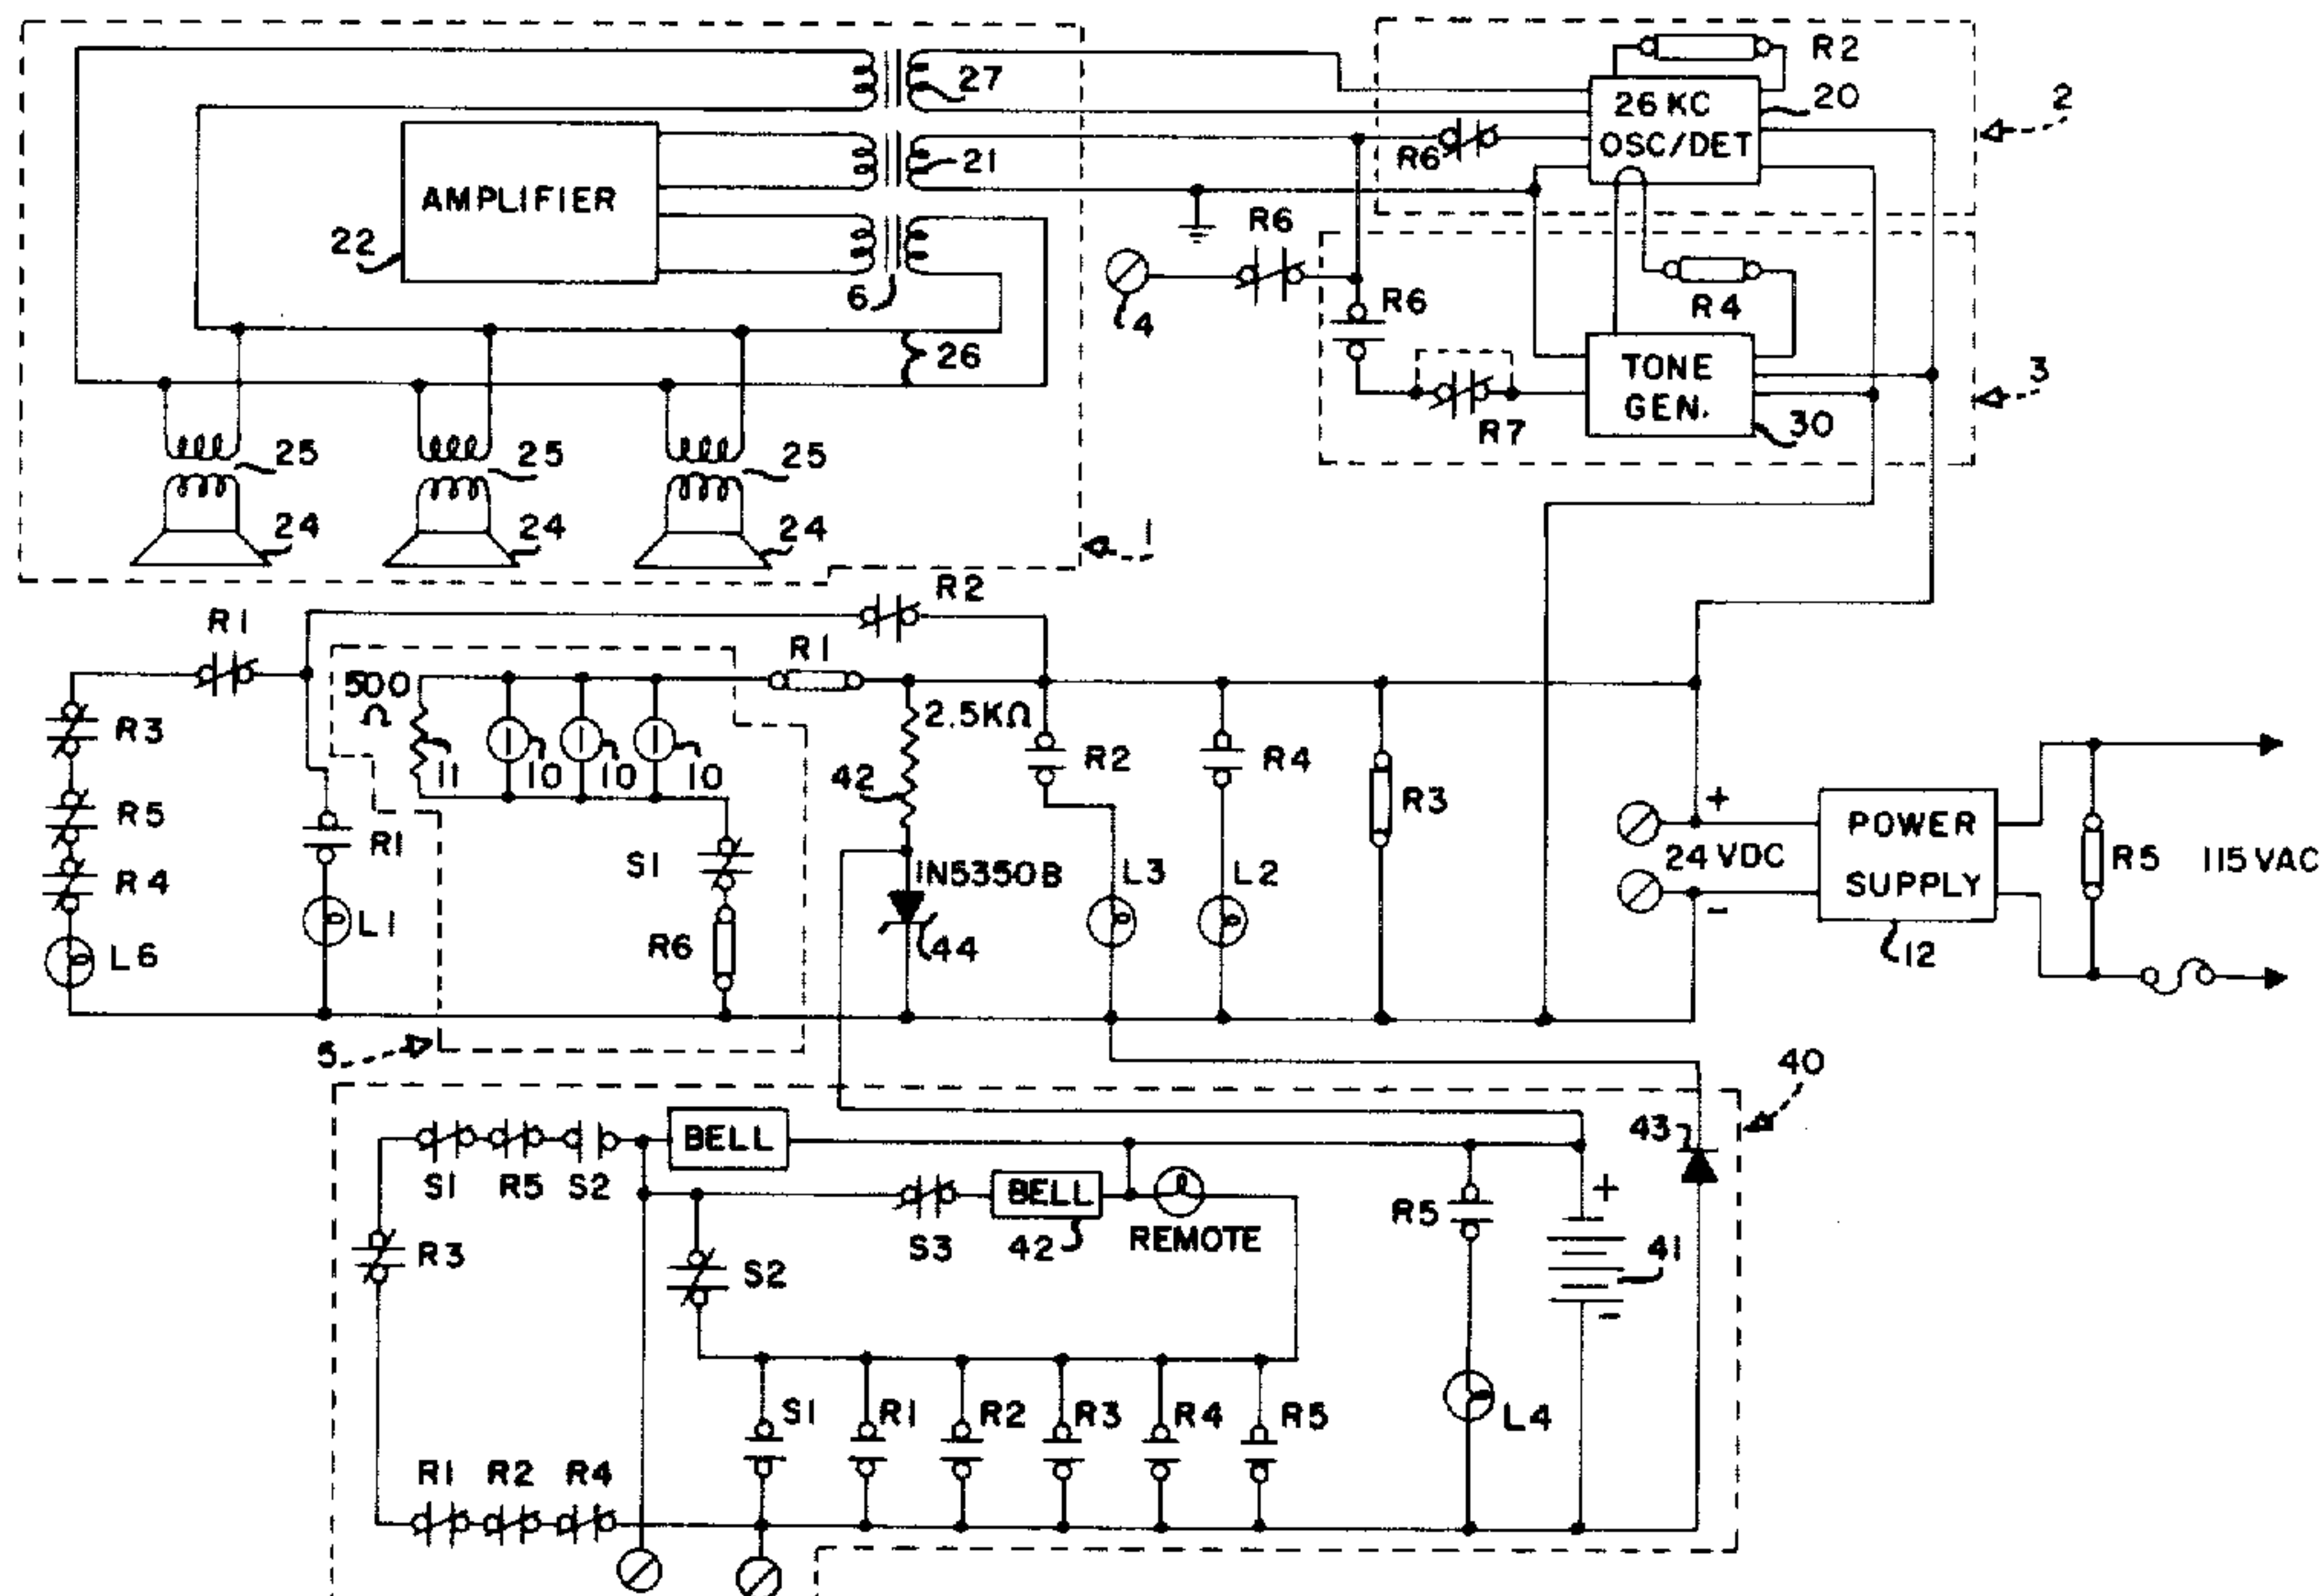 R2
27
26 KC
OSC/DET
20
2
R6
21
AMPLIFIER
22
R6
6
4
R6
R4
26
TONE
GEN.
3
30
R7
25
25
25
24
24
24
1
R2
R1
R1
500
Ω
2.5KΩ
R3
11
10
10
10
42
R2
R4
R3
+
R5
R1
24 VDC
POWER
SUPPLY
R5
115 VAC
S1
1N5350B
L3
L2
R4
L1
-
R6
44
12
L6
5
40
43
BELL
S1
R5
S2
BELL
+
R5
S3
42
REMOTE
41
R3
S2
-
S1
R1
R2
R3
R4
R5
L4
R1
R2
R4